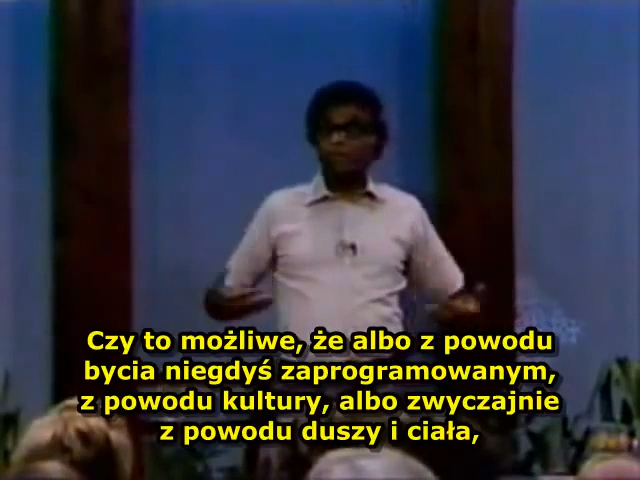 Czy to możliwe, że albo z powodu
bycia niegdyś zaprogramowanym,
z powodu kultury, albo zwyczajnie
z powodu duszy i ciała,